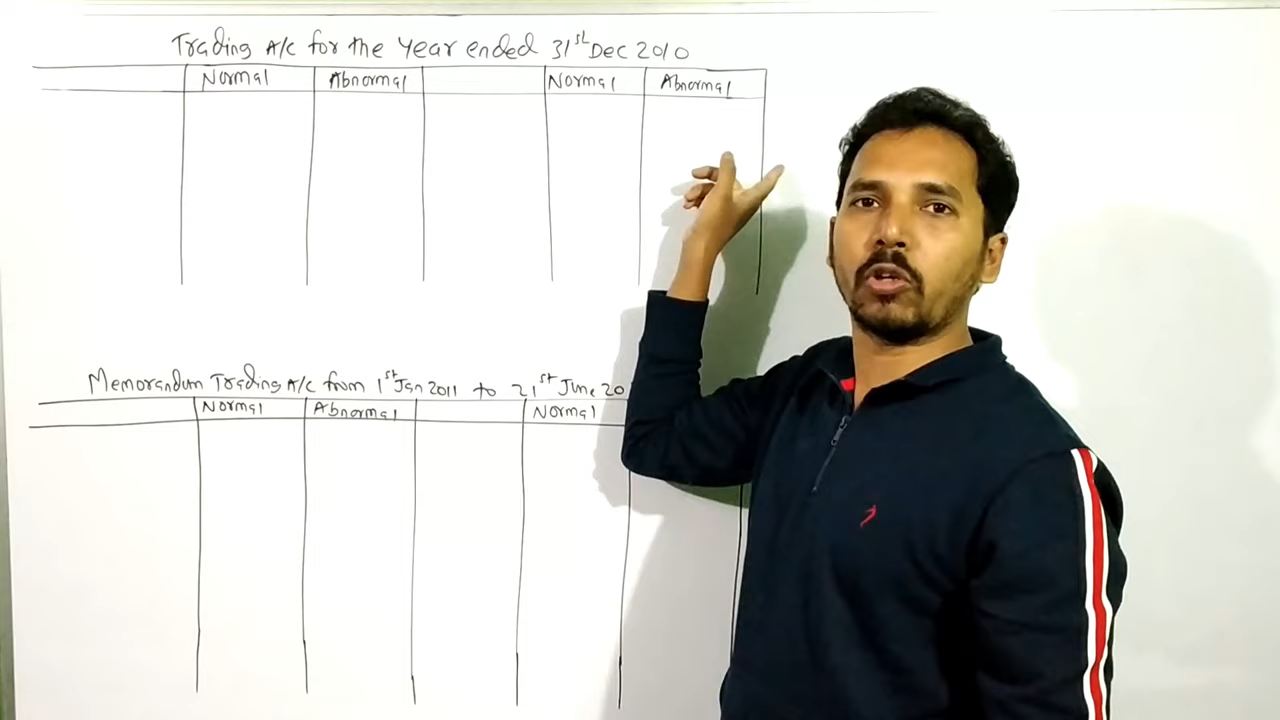 Trading A/c for the Year ended 31st Dec 2010
Normal Abnormal Normal Abnormal
Memorandum Trading A/c from 1st Jan 2011 to 21st June 20
Normal Abnormal Normal